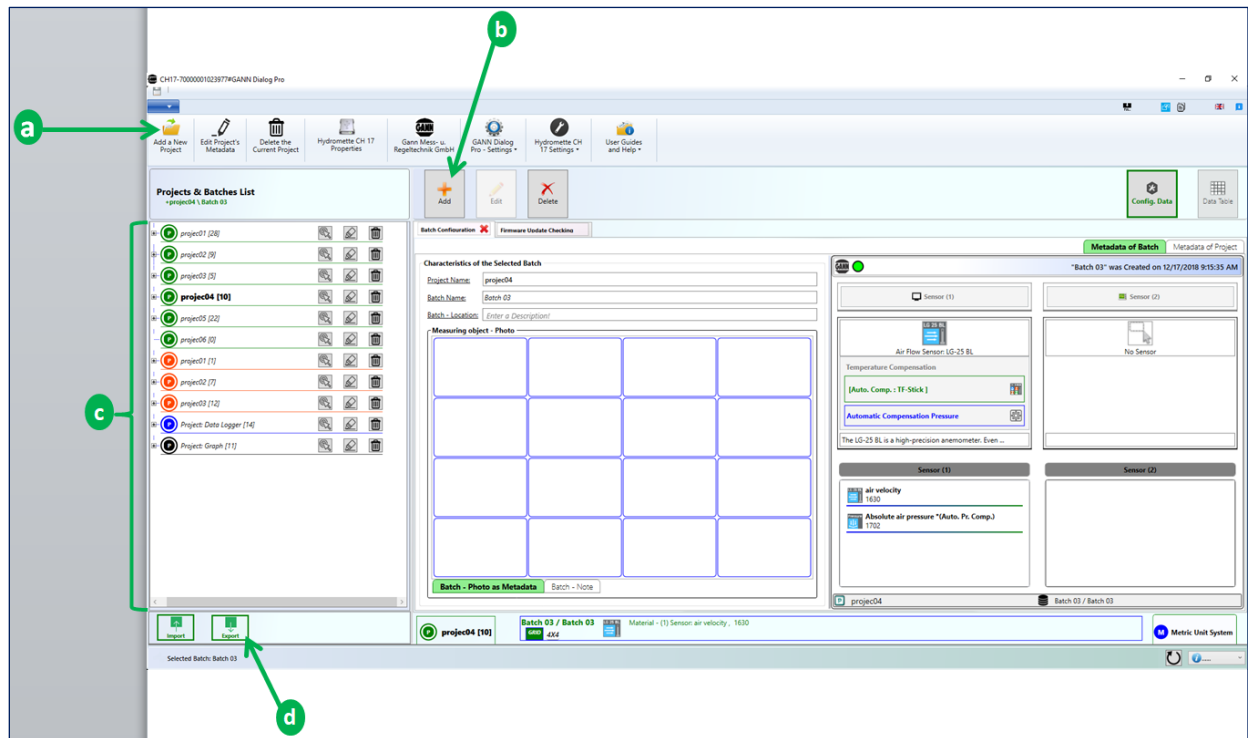 b
CH17-70000001023977#GANN Dialog Pro
a
Add a New
Project
Edit Project's
Metadata
Delete the
Current Project
Hydromette CH 17
Properties
GANN
Gann Mess- u.
Regeltechnik GmbH
GANN Dialog
Pro - Settings
Hydromette CH
17 Settings
User Guides
and Help
Projects & Batches List
+projec04 \ Batch 03
Add
Edit
Delete
Config. Data
Data Table
c
P projec01 [28]
P projec02 [9]
P projec03 [5]
P projec04 [10]
P projec05 [22]
P projec06 [0]
P projec01 [1]
P projec02 [7]
P projec03 [12]
P Project: Data Logger [14]
P Project: Graph [11]
Batch Configuration
Firmware Update Checking
Metadata of Batch
Metadata of Project
Characteristics of the Selected Batch
Project Name: projec04
Batch Name: Batch 03
Batch - Location: Enter a Description!
Measuring object - Photo
Batch - Photo as Metadata
Batch - Note
GANN
"Batch 03" was Created on 12/17/2018 9:15:35 AM
Sensor (1)
Sensor (2)
LG 25 BL
Air Flow Sensor: LG-25 BL
No Sensor
Temperature Compensation
[Auto. Comp. : TF-Stick ]
Automatic Compensation Pressure
The LG-25 BL is a high-precision anemometer. Even ...
Sensor (1)
Sensor (2)
air velocity
1630
Absolute air pressure *(Auto. Pr. Comp.)
1702
P projec04
Batch 03 / Batch 03
Import
Export
P projec04 [10]
Batch 03 / Batch 03
GRID 4X4
Material - (1) Sensor: air velocity , 1630
M Metric Unit System
Selected Batch: Batch 03
d